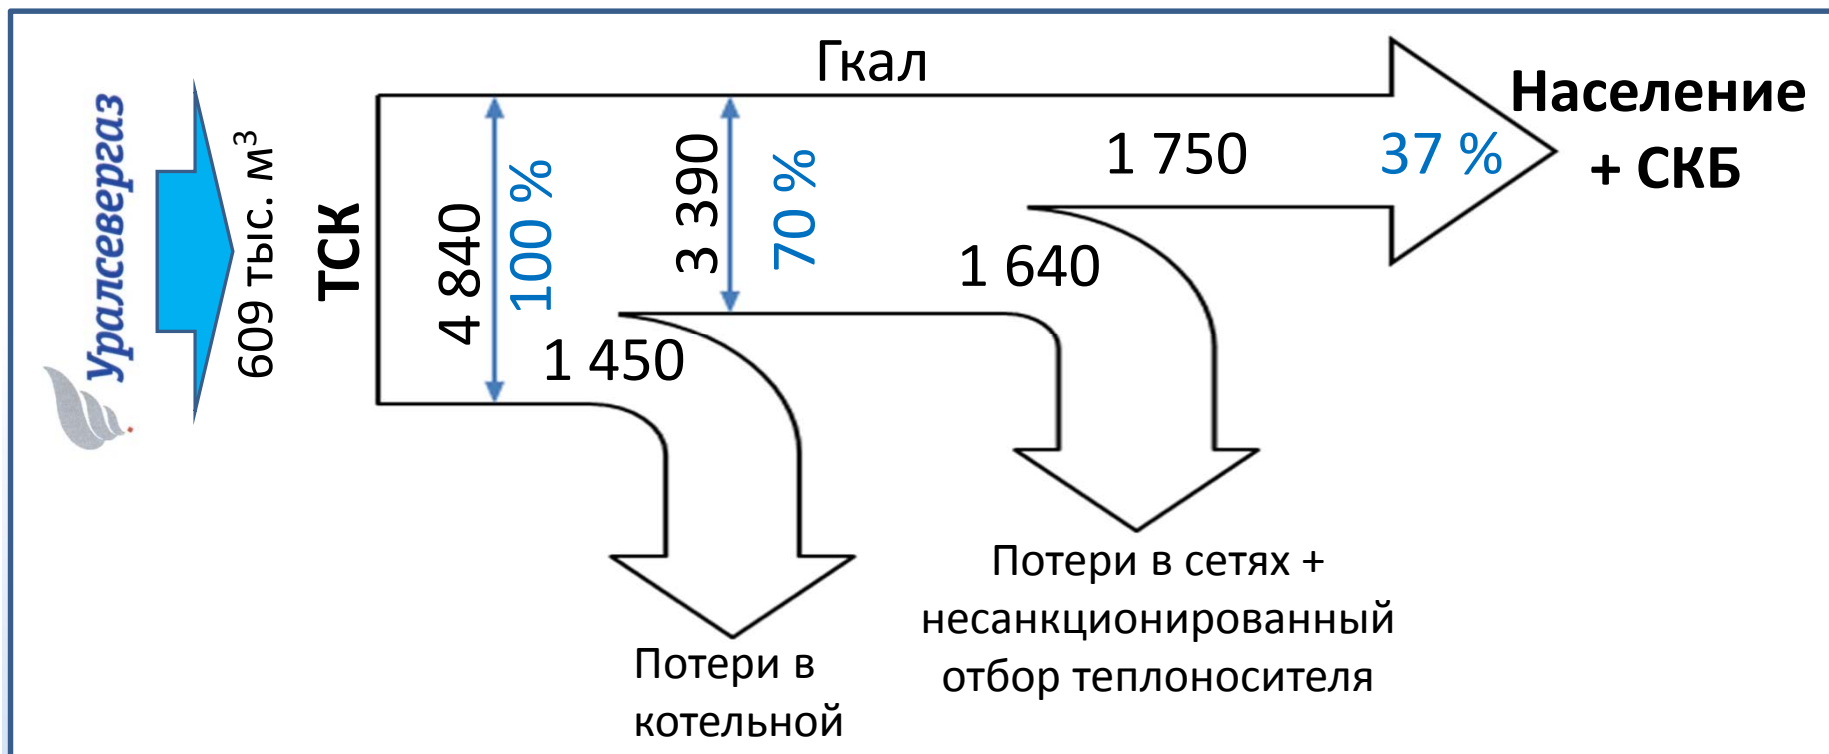 Уралсевергаз
609 тыс. м³
ТСК
Гкал
4 840
100 %
3 390
70 %
1 450
1 640
1 750
37 %
Население
+ СКБ
Потери в
котельной
Потери в сетях +
несанкционированный
отбор теплоносителя